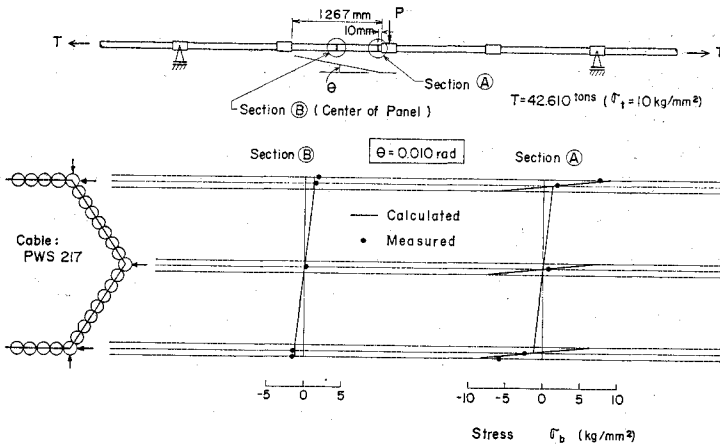 1267 mm
P
10mm
T
T
θ
Section Ⓐ
Section Ⓑ (Center of Panel)
T=42.610 tons (σt=10 kg/mm²)
Section Ⓑ
θ = 0.010 rad
Section Ⓐ
— Calculated
• Measured
Cable:
PWS 217
-5 0 5
-10 -5 0 5 10
Stress σb (kg/mm²)